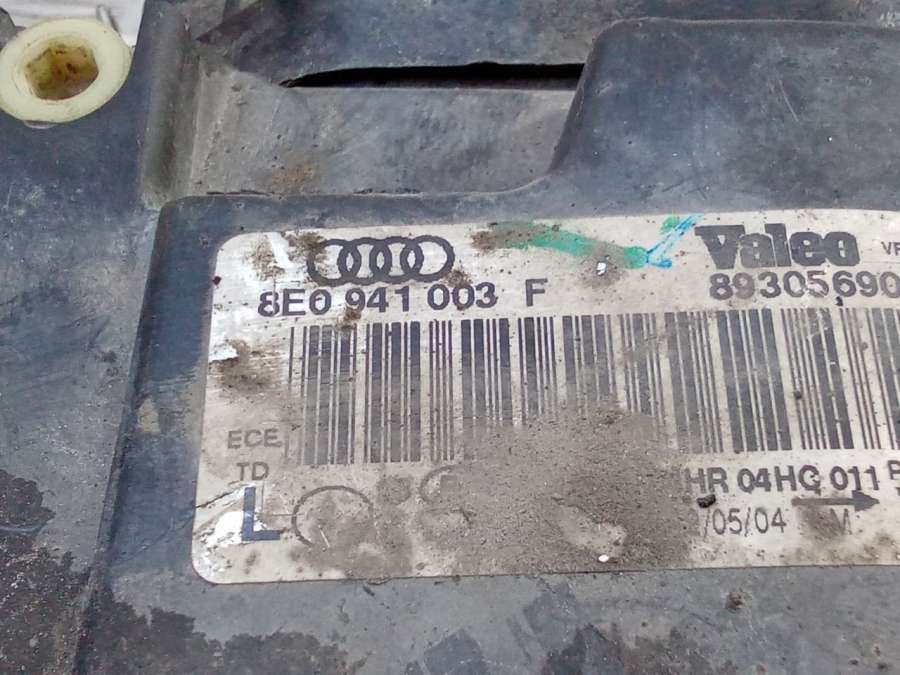 Valeo
8E0 941 003 F
89305690
ECE
TD
HR 04HG 011
L
/05/04